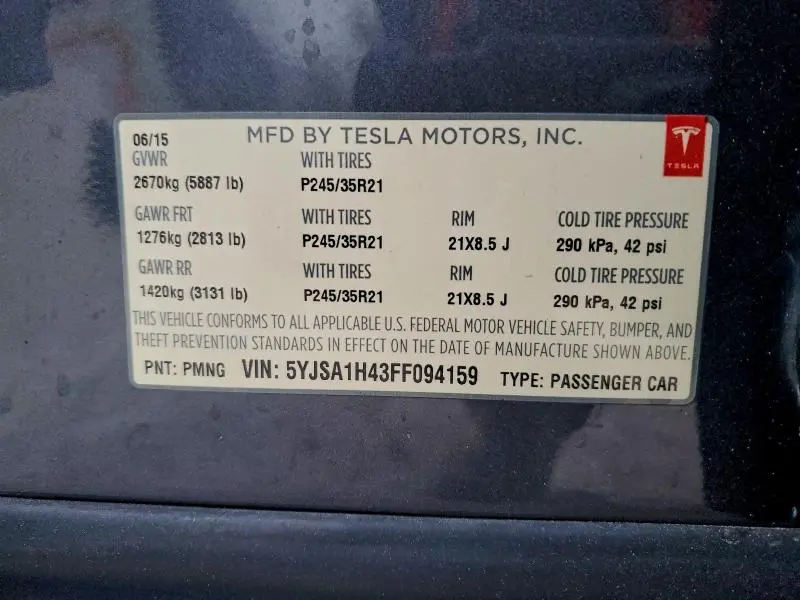 06/15 MFD BY TESLA MOTORS, INC.
TESLA
GVWR WITH TIRES
2670kg (5887 lb) P245/35R21
GAWR FRT WITH TIRES RIM COLD TIRE PRESSURE
1276kg (2813 lb) P245/35R21 21X8.5 J 290 kPa, 42 psi
GAWR RR WITH TIRES RIM COLD TIRE PRESSURE
1420kg (3131 lb) P245/35R21 21X8.5 J 290 kPa, 42 psi
THIS VEHICLE CONFORMS TO ALL APPLICABLE U.S. FEDERAL MOTOR VEHICLE SAFETY, BUMPER, AND
THEFT PREVENTION STANDARDS IN EFFECT ON THE DATE OF MANUFACTURE SHOWN ABOVE.
PNT: PMNG VIN: 5YJSA1H43FF094159 TYPE: PASSENGER CAR